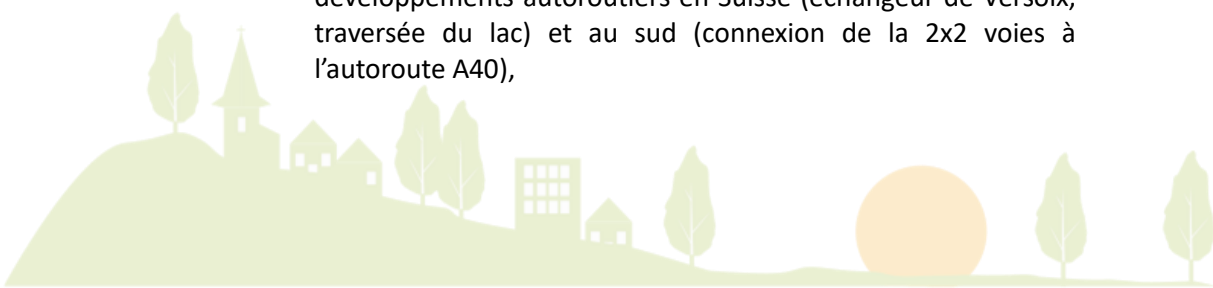 développements autoroutiers en Suisse (échangeur de Versoix,
traversée du lac) et au sud (connexion de la 2x2 voies à
l’autoroute A40),